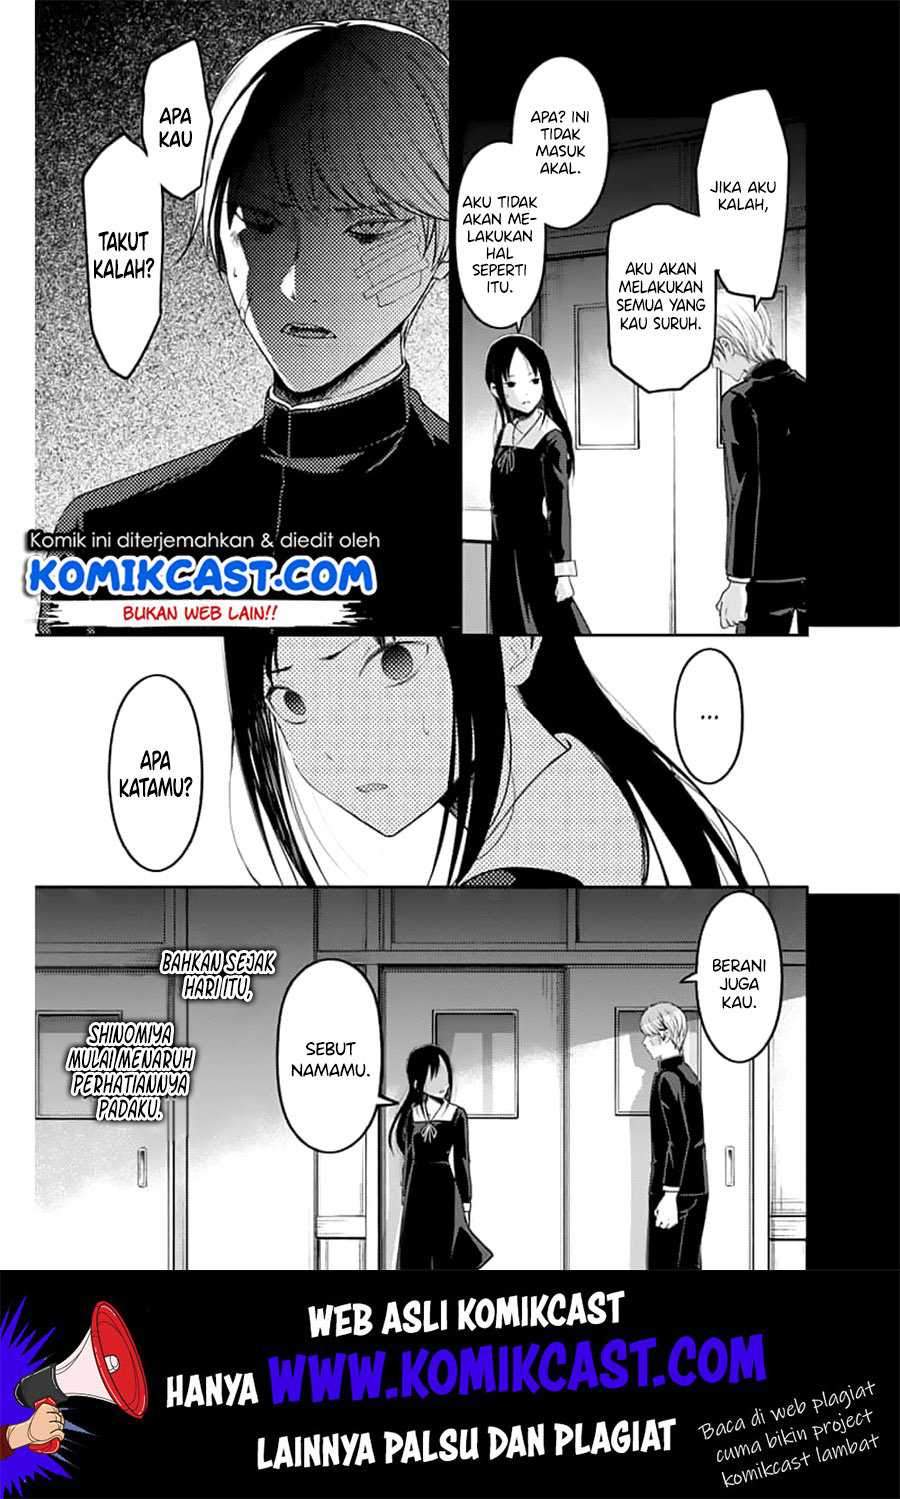 JIKA AKU
KALAH,
AKU AKAN
MELAKUKAN
SEMUA YANG
KAU SURUH.
APA? INI
TIDAK
MASUK
AKAL.
AKU TIDAK
AKAN ME-
LAKUKAN
HAL
SEPERTI
ITU.
APA
KAU
TAKUT
KALAH?
Komik ini diterjemahkan & diedit oleh
KOMIKCAST.COM
BUKAN WEB LAIN!!
...
APA
KATAMU?
BERANI
JUGA
KAU.
SEBUT
NAMAMU.
BAHKAN SEJAK
HARI ITU,
SHINOMIYA
MULAI MENARUH
PERHATIANNYA
PADAKU.
WEB ASLI KOMIKCAST
HANYA WWW.KOMIKCAST.COM
LAINNYA PALSU DAN PLAGIAT
Baca di web plagiat
cuma bikin project
komikcast lambat